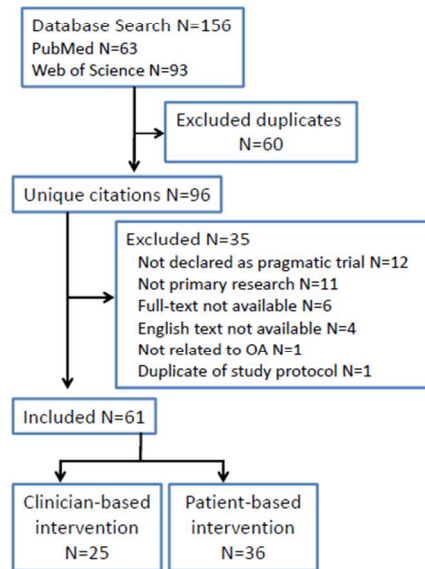 Database Search N=156
PubMed N=63
Web of Science N=93
Excluded duplicates
N=60
Unique citations N=96
Excluded N=35
Not declared as pragmatic trial N=12
Not primary research N=11
Full-text not available N=6
English text not available N=4
Not related to OA N=1
Duplicate of study protocol N=1
Included N=61
Clinician-based
intervention
N=25
Patient-based
intervention
N=36